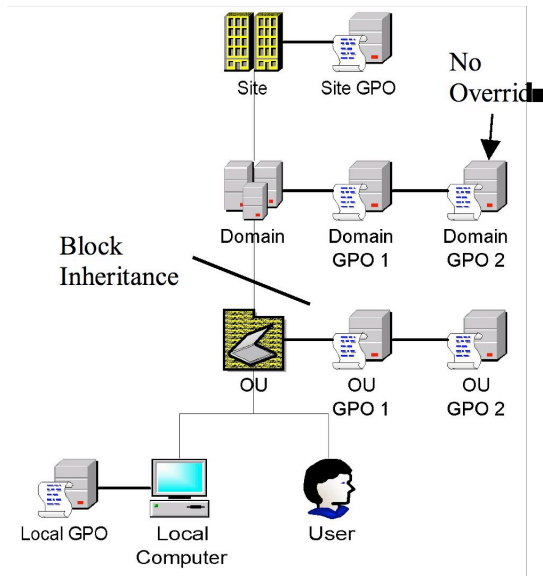 No
Override
Site
Site GPO
Domain
Domain
GPO 1
Domain
GPO 2
Block
Inheritance
OU
OU
GPO 1
OU
GPO 2
Local GPO
Local
Computer
User